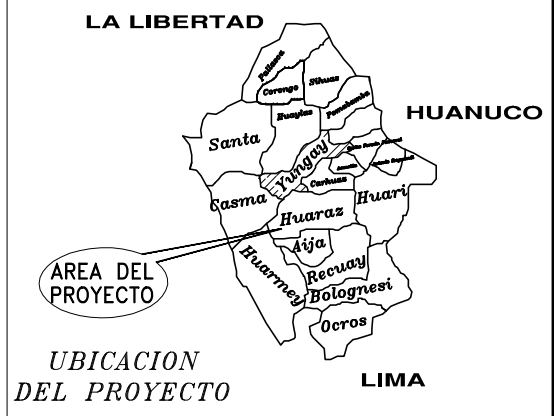 LA LIBERTAD
Pallasca
Sihuas
Corongo
Pomabamba
HUANUCO
Huaylas
Santa
Yungay
Carhuaz
Casma
Huari
Huaraz
Aija
Huarmey
Recuay
AREA DEL
PROYECTO
Bolognesi
Ocros
UBICACION
DEL PROYECTO
LIMA